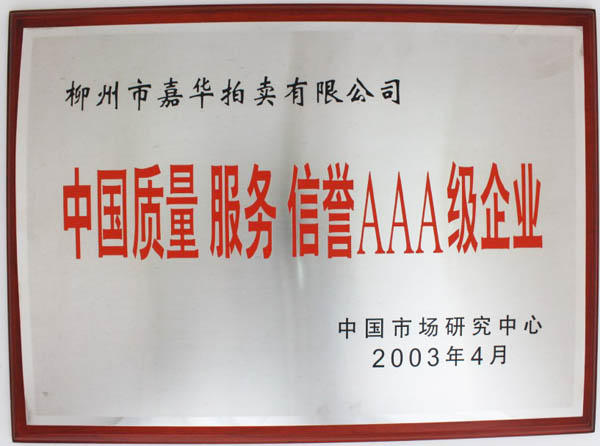 柳州市嘉华拍卖有限公司
中国质量 服务 信誉AAA级企业
中国市场研究中心
2003年4月